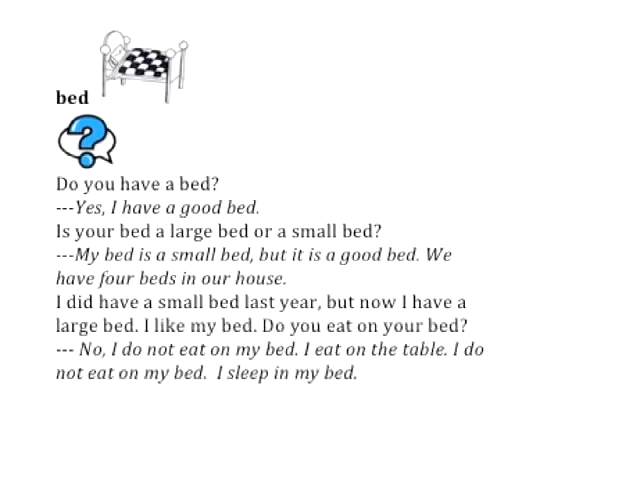 bed
?
Do you have a bed?
---Yes, I have a good bed.
Is your bed a large bed or a small bed?
---My bed is a small bed, but it is a good bed. We
have four beds in our house.
I did have a small bed last year, but now I have a
large bed. I like my bed. Do you eat on your bed?
--- No, I do not eat on my bed. I eat on the table. I do
not eat on my bed.  I sleep in my bed.